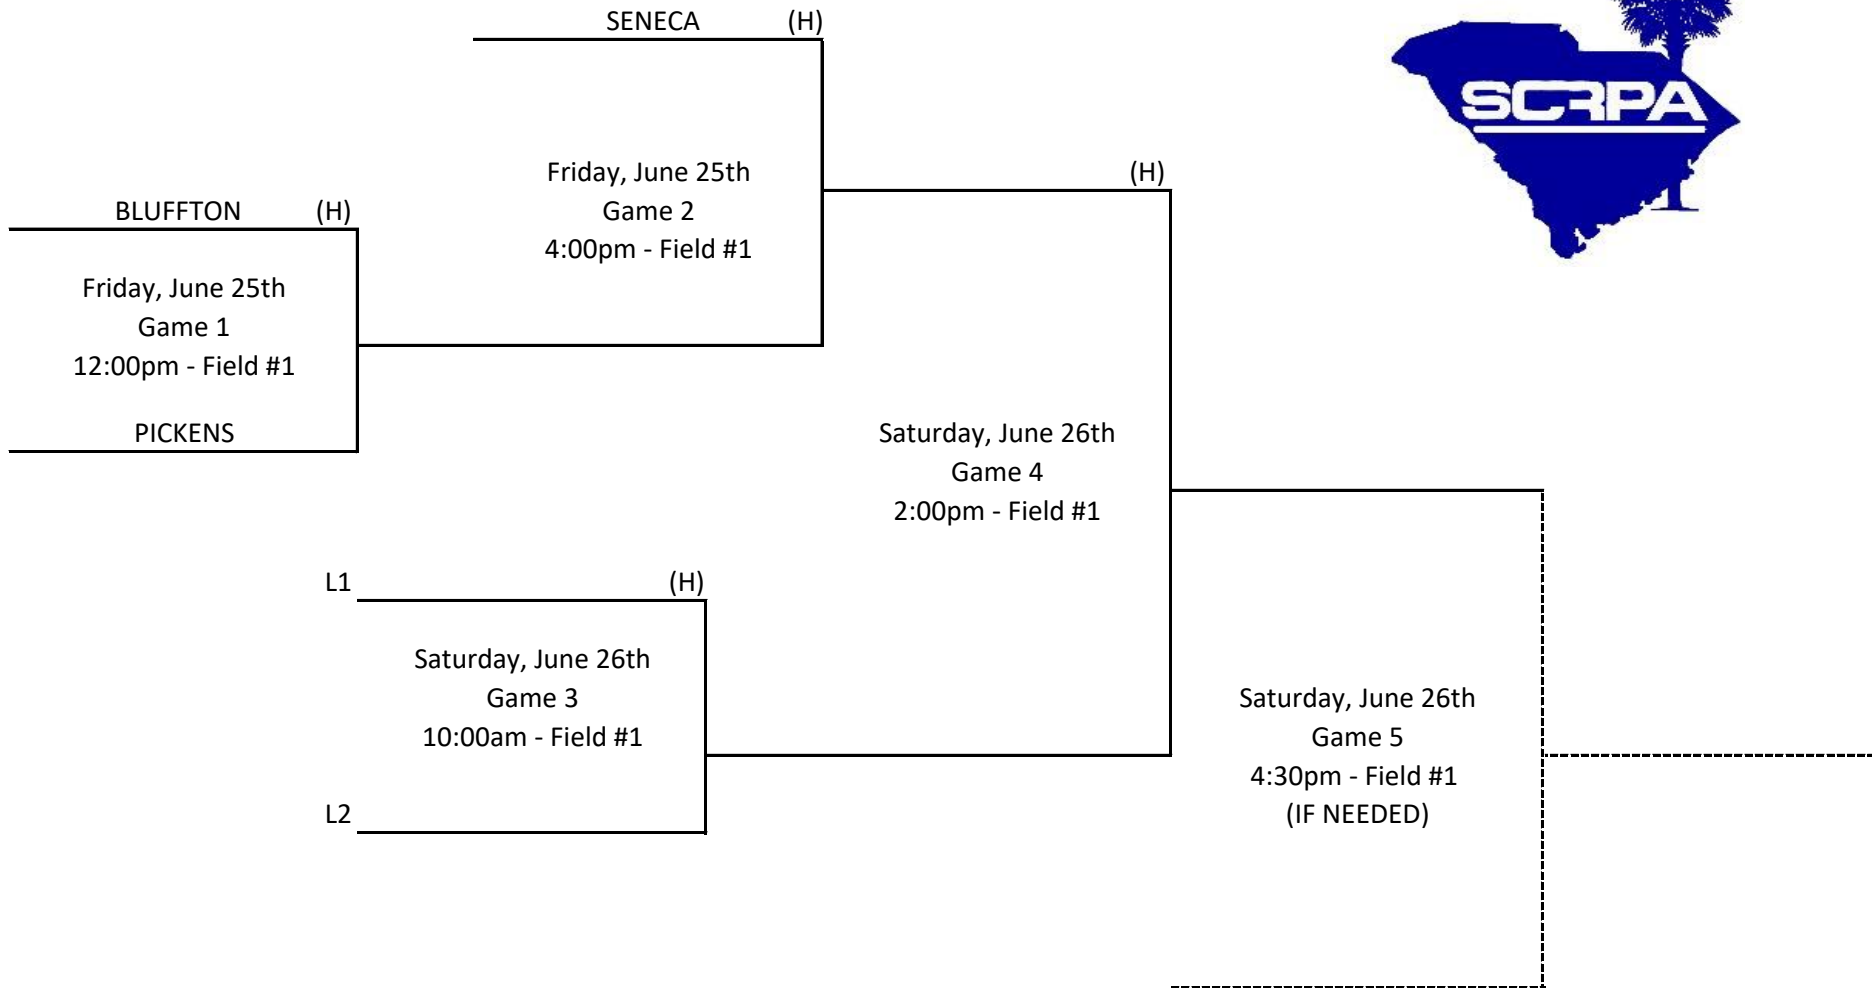 SENECA (H)
SCRPA
Friday, June 25th
Game 2
4:00pm - Field #1
(H)
BLUFFTON (H)
Friday, June 25th
Game 1
12:00pm - Field #1
PICKENS
Saturday, June 26th
Game 4
2:00pm - Field #1
L1 (H)
Saturday, June 26th
Game 3
10:00am - Field #1
L2
Saturday, June 26th
Game 5
4:30pm - Field #1
(IF NEEDED)